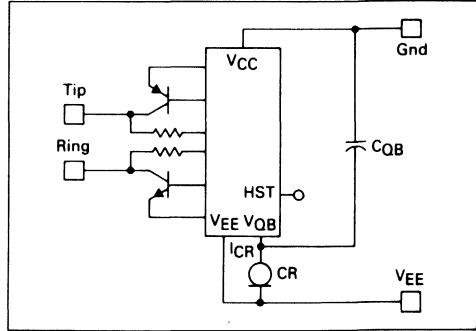 VCC
Gnd
Tip
Ring
CQB
HST
VEE VQB
ICR
CR
VEE